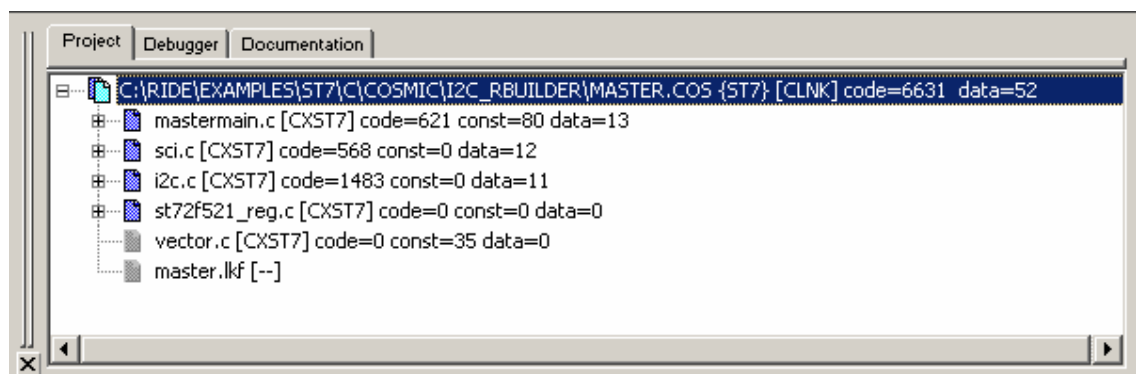 Project Debugger Documentation
C:\RIDE\EXAMPLES\ST7\C\COSMIC\I2C_RBUILDER\MASTER.COS {ST7} [CLNK] code=6631 data=52
mastermain.c [CXST7] code=621 const=80 data=13
sci.c [CXST7] code=568 const=0 data=12
i2c.c [CXST7] code=1483 const=0 data=11
st72f521_reg.c [CXST7] code=0 const=0 data=0
vector.c [CXST7] code=0 const=35 data=0
master.lkf [--]